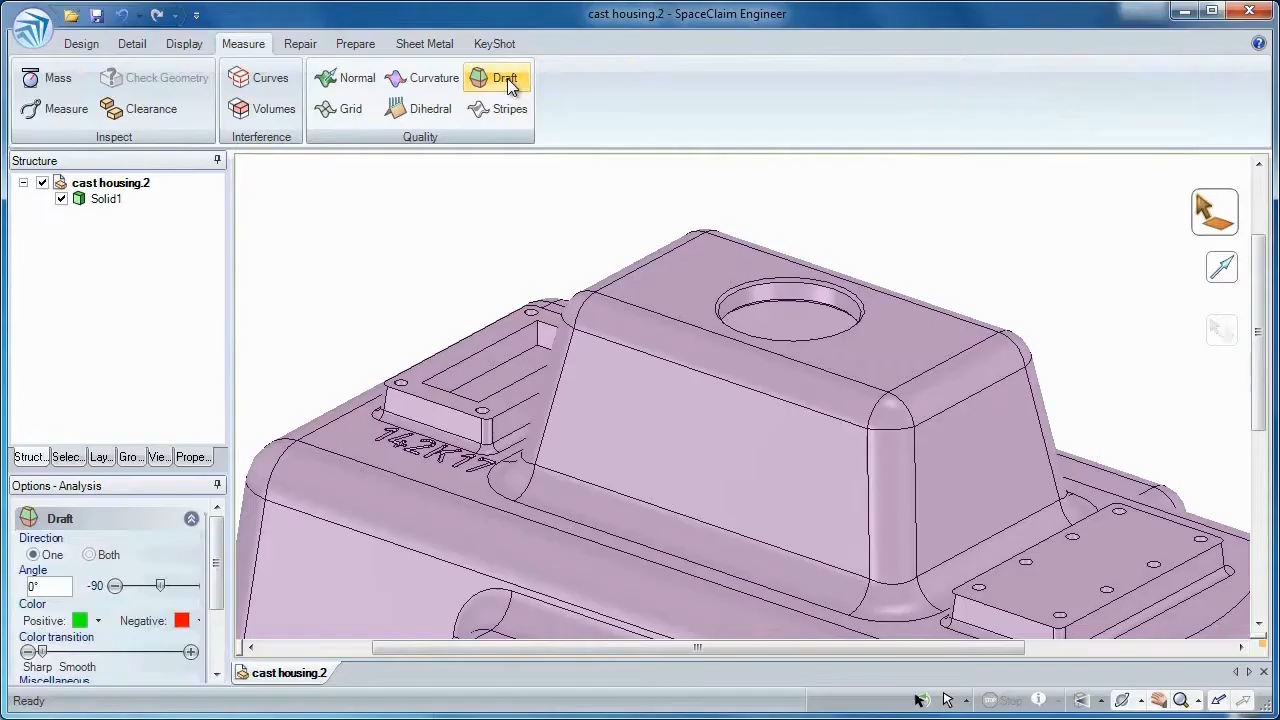 cast housing.2 - SpaceClaim Engineer
Design Detail Display Measure Repair Prepare Sheet Metal KeyShot
Mass Check Geometry Curves Normal Curvature Draft
Measure Clearance Volumes Grid Dihedral Stripes
Inspect Interference Quality
Structure
cast housing.2
Solid1
142K17
Struct... Selec... Lay... Gro... Vie... Prope...
Options - Analysis
Draft
Direction
One Both
Angle
0° -90
Color
Positive: Negative:
Color transition
Sharp Smooth
Miscellaneous
cast housing.2
Ready Stop